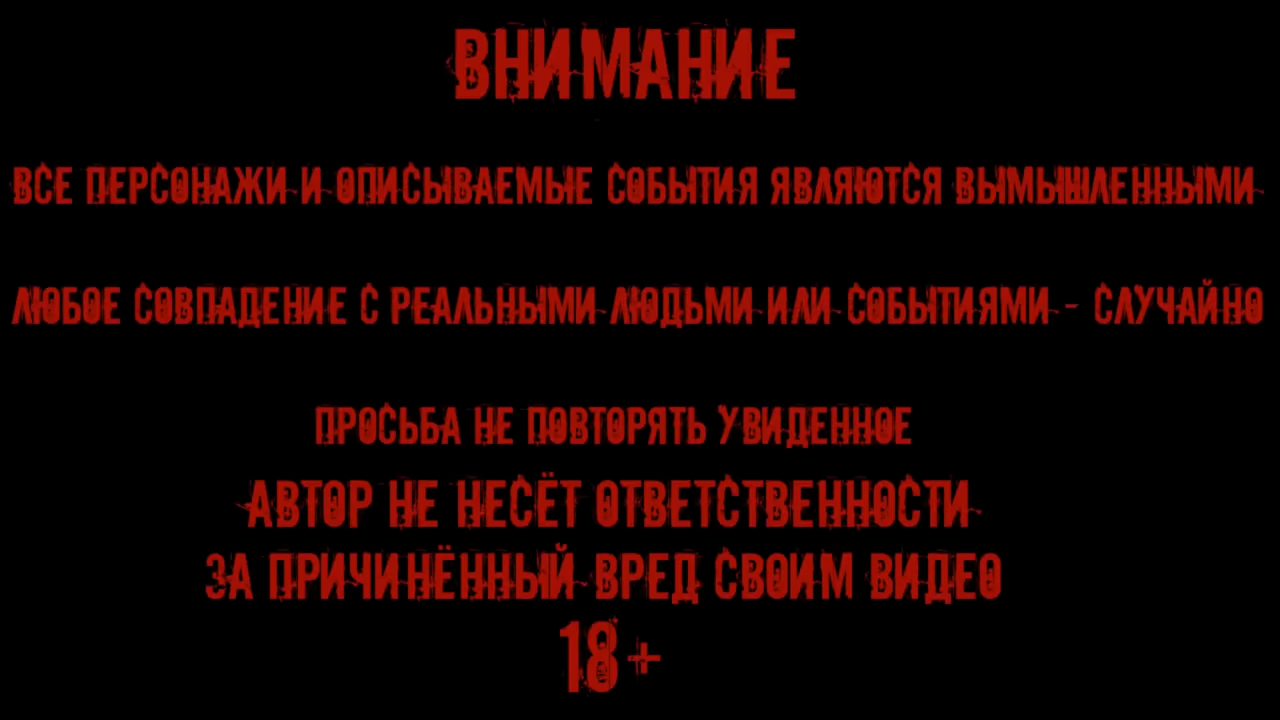 ВНИМАНИЕ
ВСЕ ПЕРСОНАЖИ И ОПИСЫВАЕМЫЕ СОБЫТИЯ ЯВЛЯЮТСЯ ВЫМЫШЛЕННЫМИ
ЛЮБОЕ СОВПАДЕНИЕ С РЕАЛЬНЫМИ ЛЮДЬМИ ИЛИ СОБЫТИЯМИ - СЛУЧАЙНО
ПРОСЬБА НЕ ПОВТОРЯТЬ УВИДЕННОЕ
АВТОР НЕ НЕСЁТ ОТВЕТСТВЕННОСТИ
ЗА ПРИЧИНЁННЫЙ ВРЕД СВОИМ ВИДЕО
18+